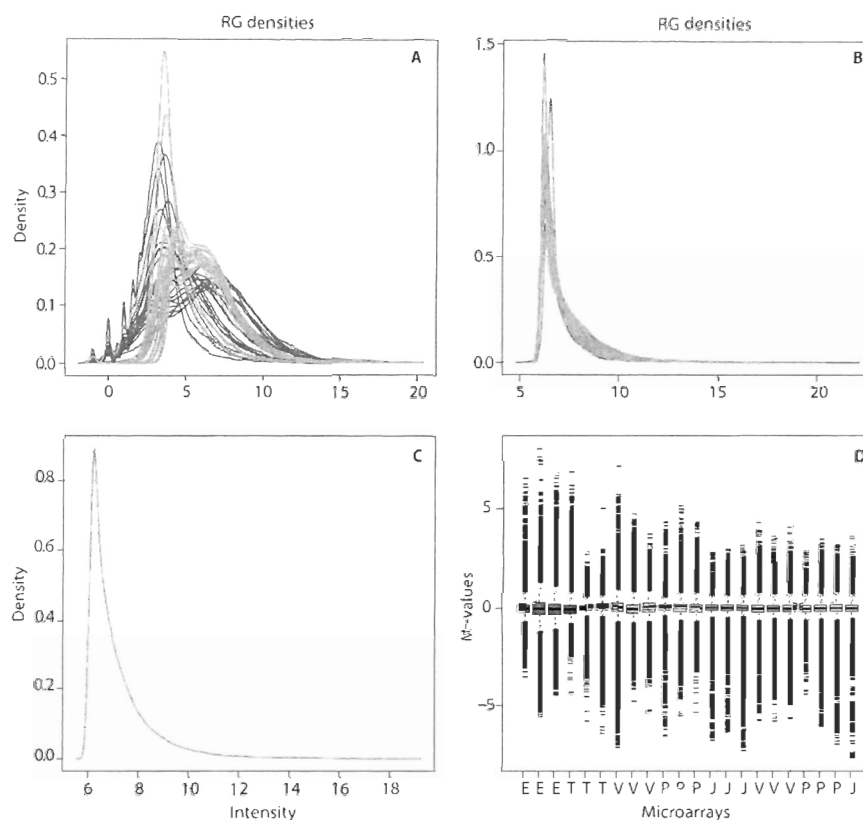 RG densities
A
Density
0.5
0.4
0.3
0.2
0.1
0.0
0
5
10
15
20
RG densities
B
1.5
1.0
0.5
0.0
5
10
15
20
C
Density
0.8
0.6
0.4
0.2
0.0
6 8 10 12 14 16 18
Intensity
D
M-values
5
0
-5
E E E T T T V V V P P P J J J V V V P P P J
Microarrays